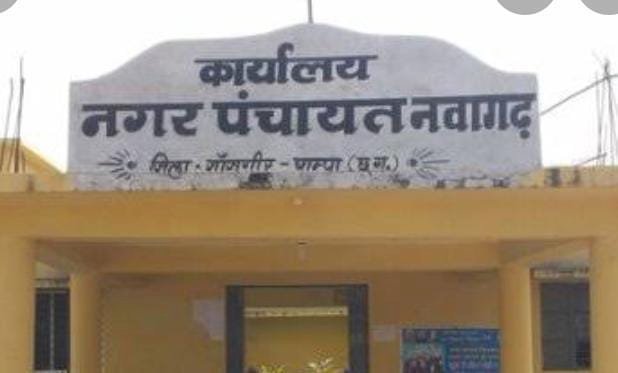 कार्यालय
नगर पंचायत नवागढ़
जिला - जाँजगीर - चाम्पा (छ.ग.)